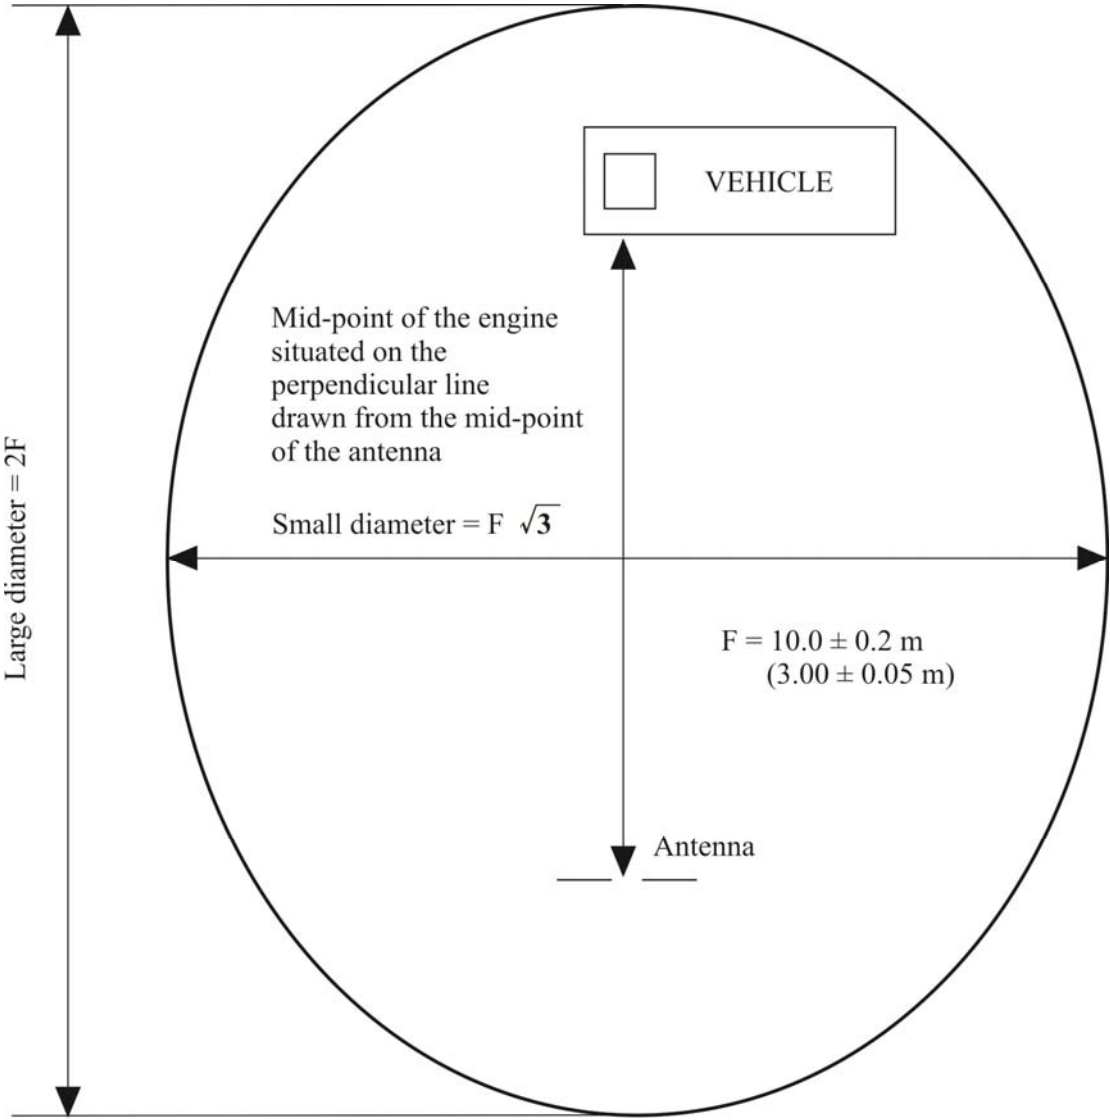 VEHICLE
Mid-point of the engine
situated on the
perpendicular line
drawn from the mid-point
of the antenna
Small diameter = F √3
Large diameter = 2F
F = 10.0 ± 0.2 m
(3.00 ± 0.05 m)
Antenna